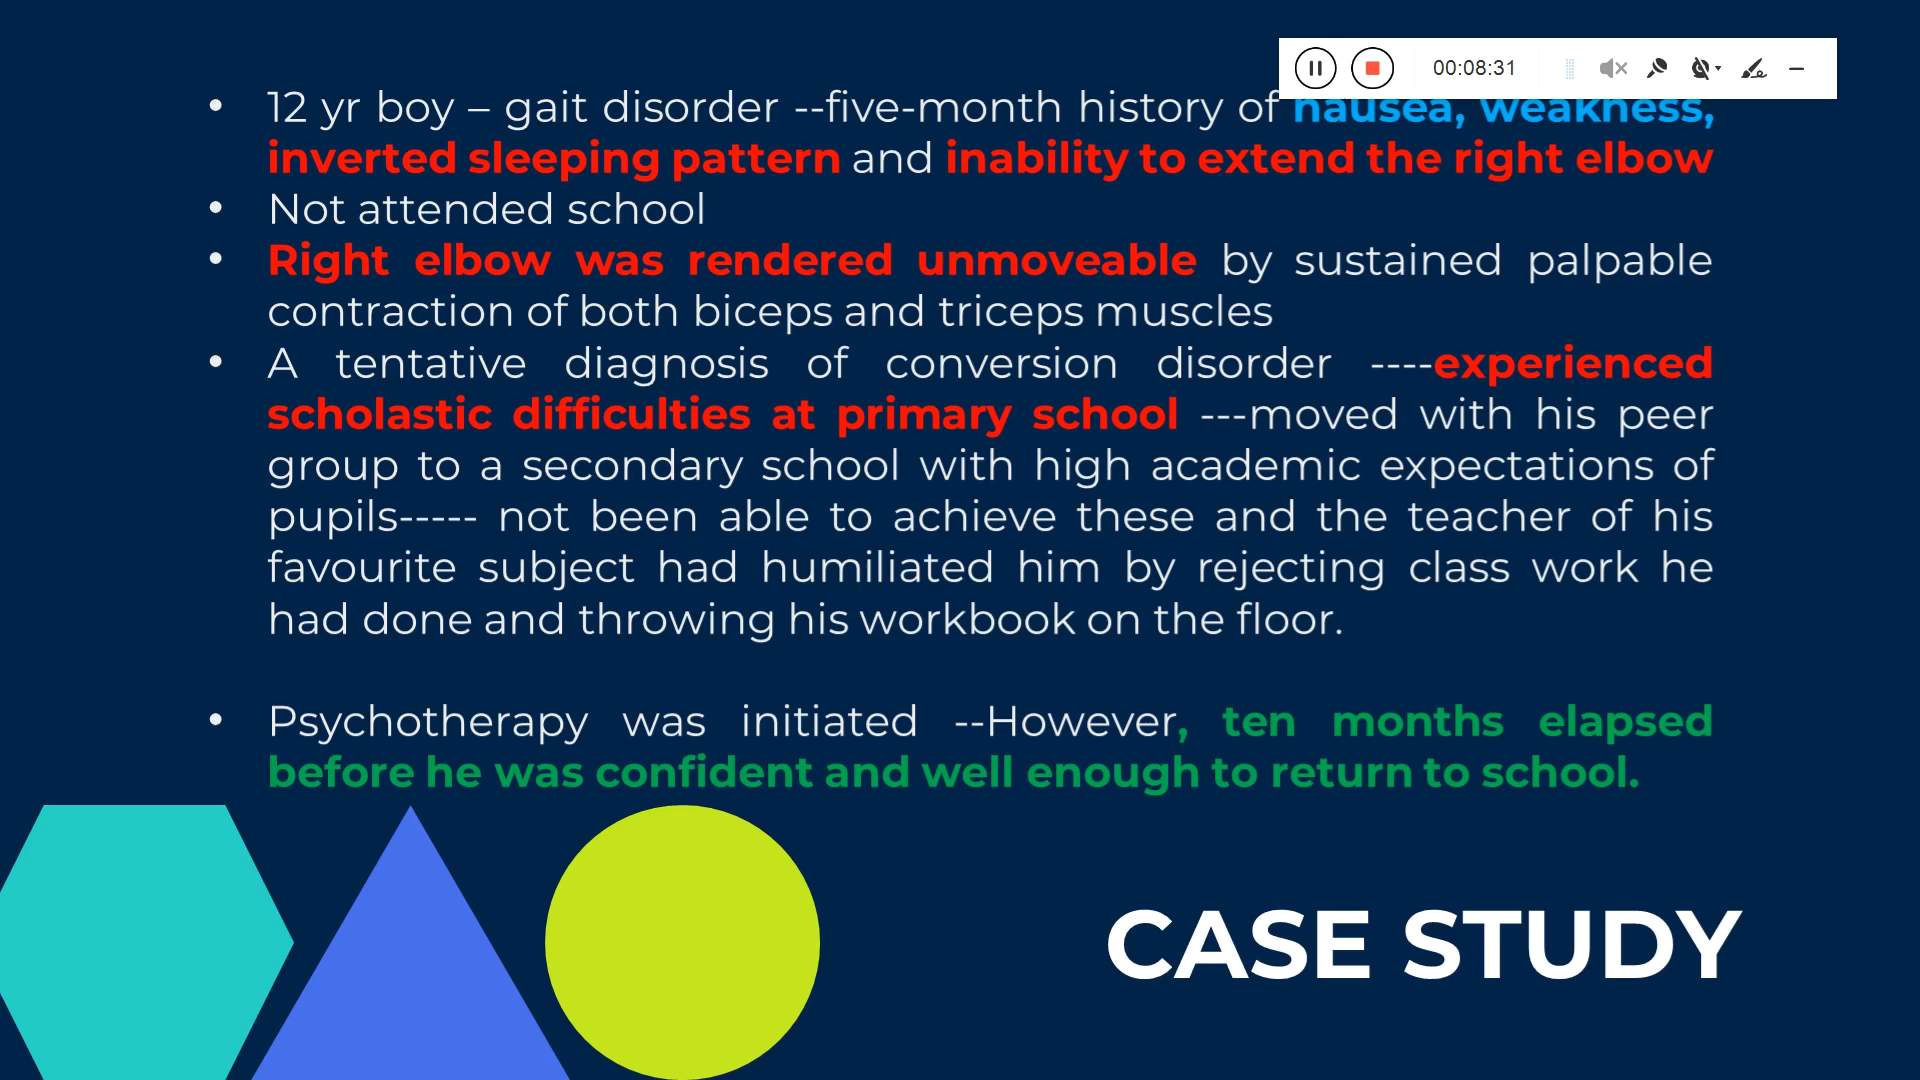 00:08:31
• 12 yr boy – gait disorder --five-month history of nausea, weakness,
inverted sleeping pattern and inability to extend the right elbow
• Not attended school
• Right elbow was rendered unmoveable by sustained palpable
contraction of both biceps and triceps muscles
• A tentative diagnosis of conversion disorder ----experienced
scholastic difficulties at primary school ---moved with his peer
group to a secondary school with high academic expectations of
pupils----- not been able to achieve these and the teacher of his
favourite subject had humiliated him by rejecting class work he
had done and throwing his workbook on the floor.
• Psychotherapy was initiated --However, ten months elapsed
before he was confident and well enough to return to school.
CASE STUDY